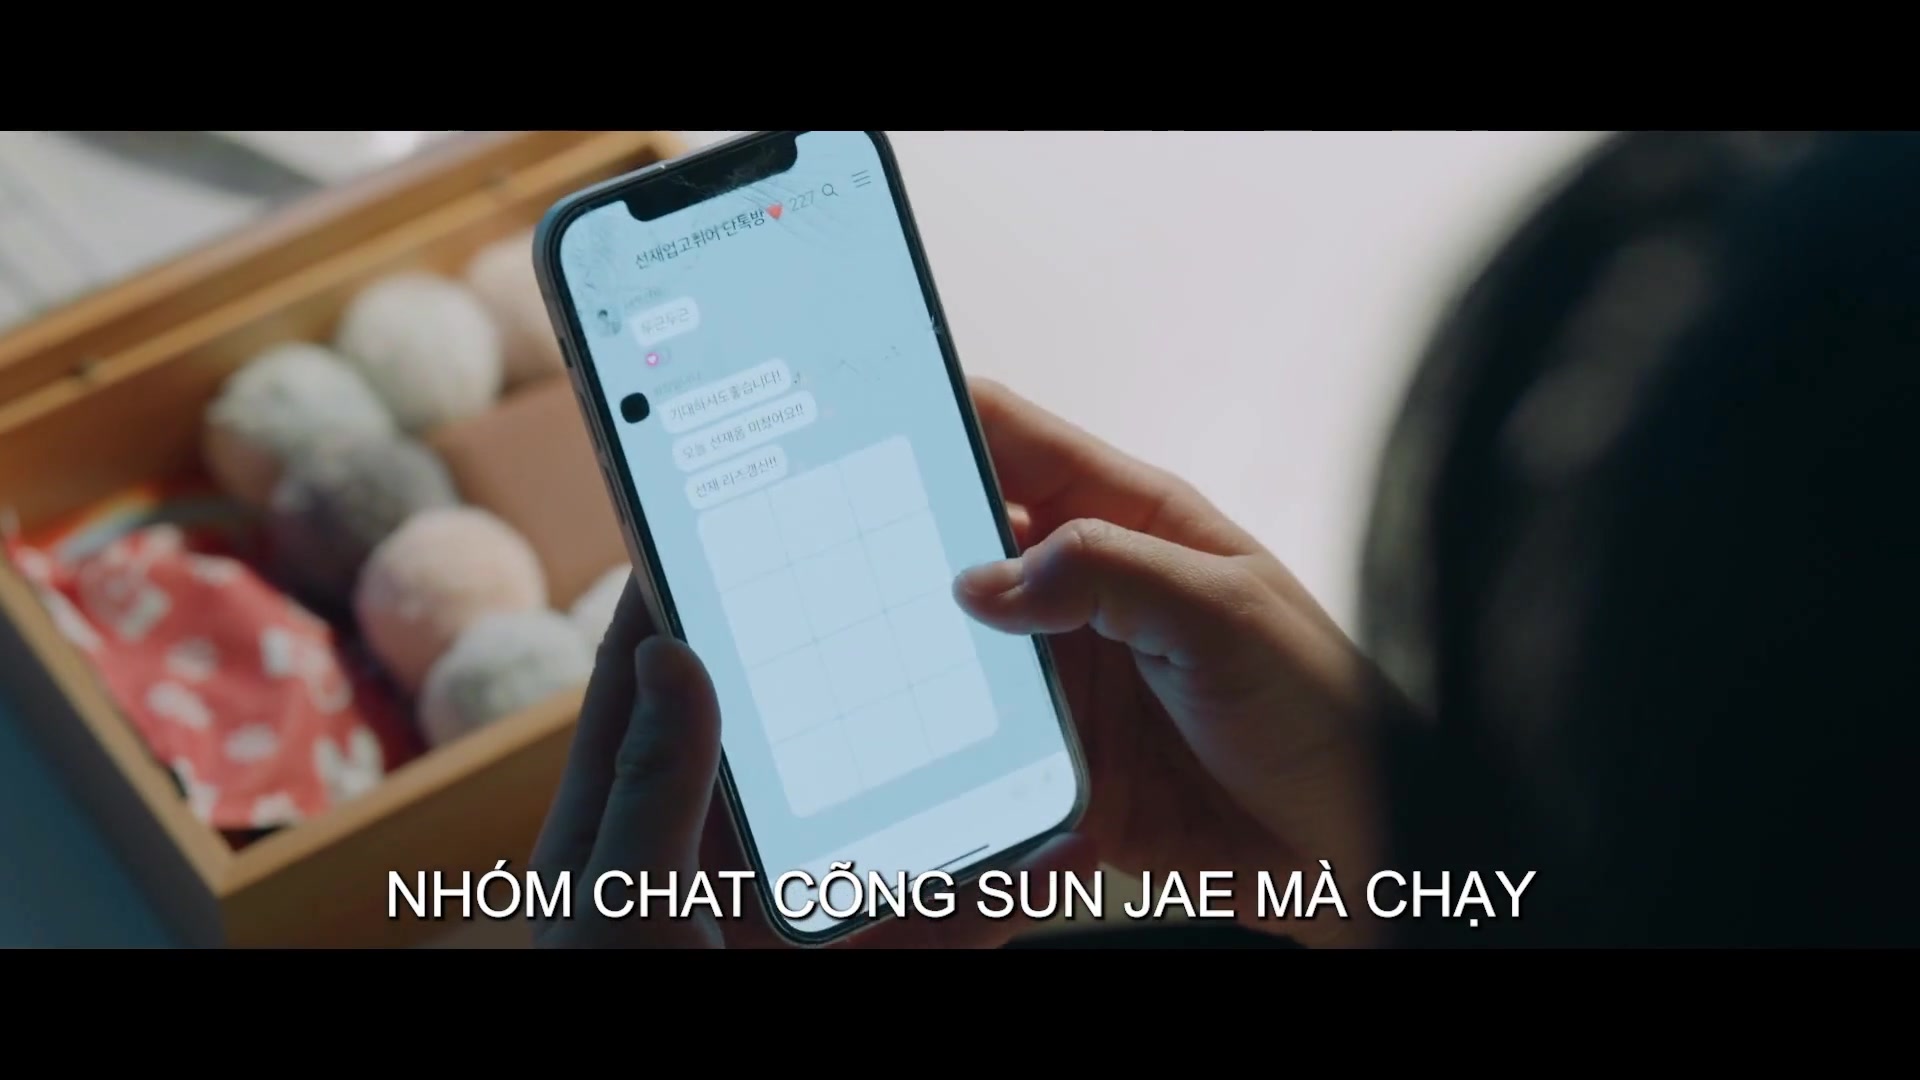 선재업고튀어 단톡방❤️ 227
두근두근
기대하셔도좋습니다!
오늘 선재폼 미쳤어요!!
선재 리즈갱신!!
NHÓM CHAT CÕNG SUN JAE MÀ CHẠY